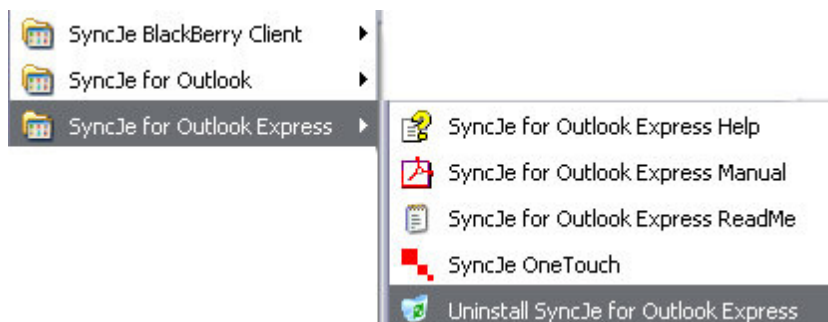 SyncJe BlackBerry Client
SyncJe for Outlook
SyncJe for Outlook Express
SyncJe for Outlook Express Help
SyncJe for Outlook Express Manual
SyncJe for Outlook Express ReadMe
SyncJe OneTouch
Uninstall SyncJe for Outlook Express